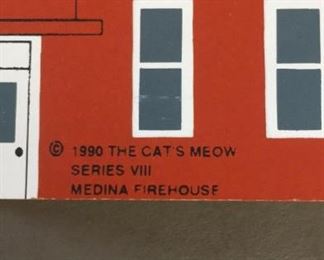 © 1990 THE CAT'S MEOW
SERIES VIII
MEDINA FIREHOUSE